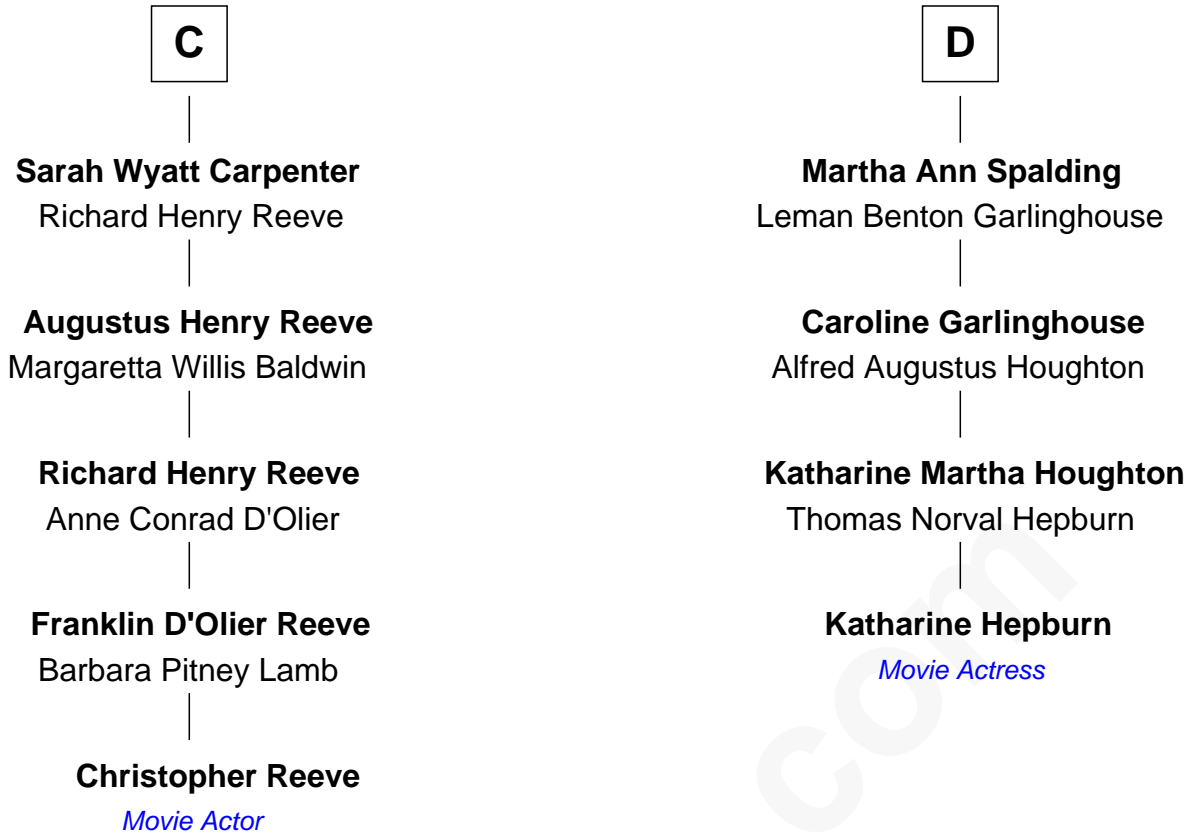 C
Sarah Wyatt Carpenter
Richard Henry Reeve
Augustus Henry Reeve
Margaretta Willis Baldwin
Richard Henry Reeve
Anne Conrad D'Olier
Franklin D'Olier Reeve
Barbara Pitney Lamb
Christopher Reeve
Movie Actor
D
Martha Ann Spalding
Leman Benton Garlinghouse
Caroline Garlinghouse
Alfred Augustus Houghton
Katharine Martha Houghton
Thomas Norval Hepburn
Katharine Hepburn
Movie Actress
com